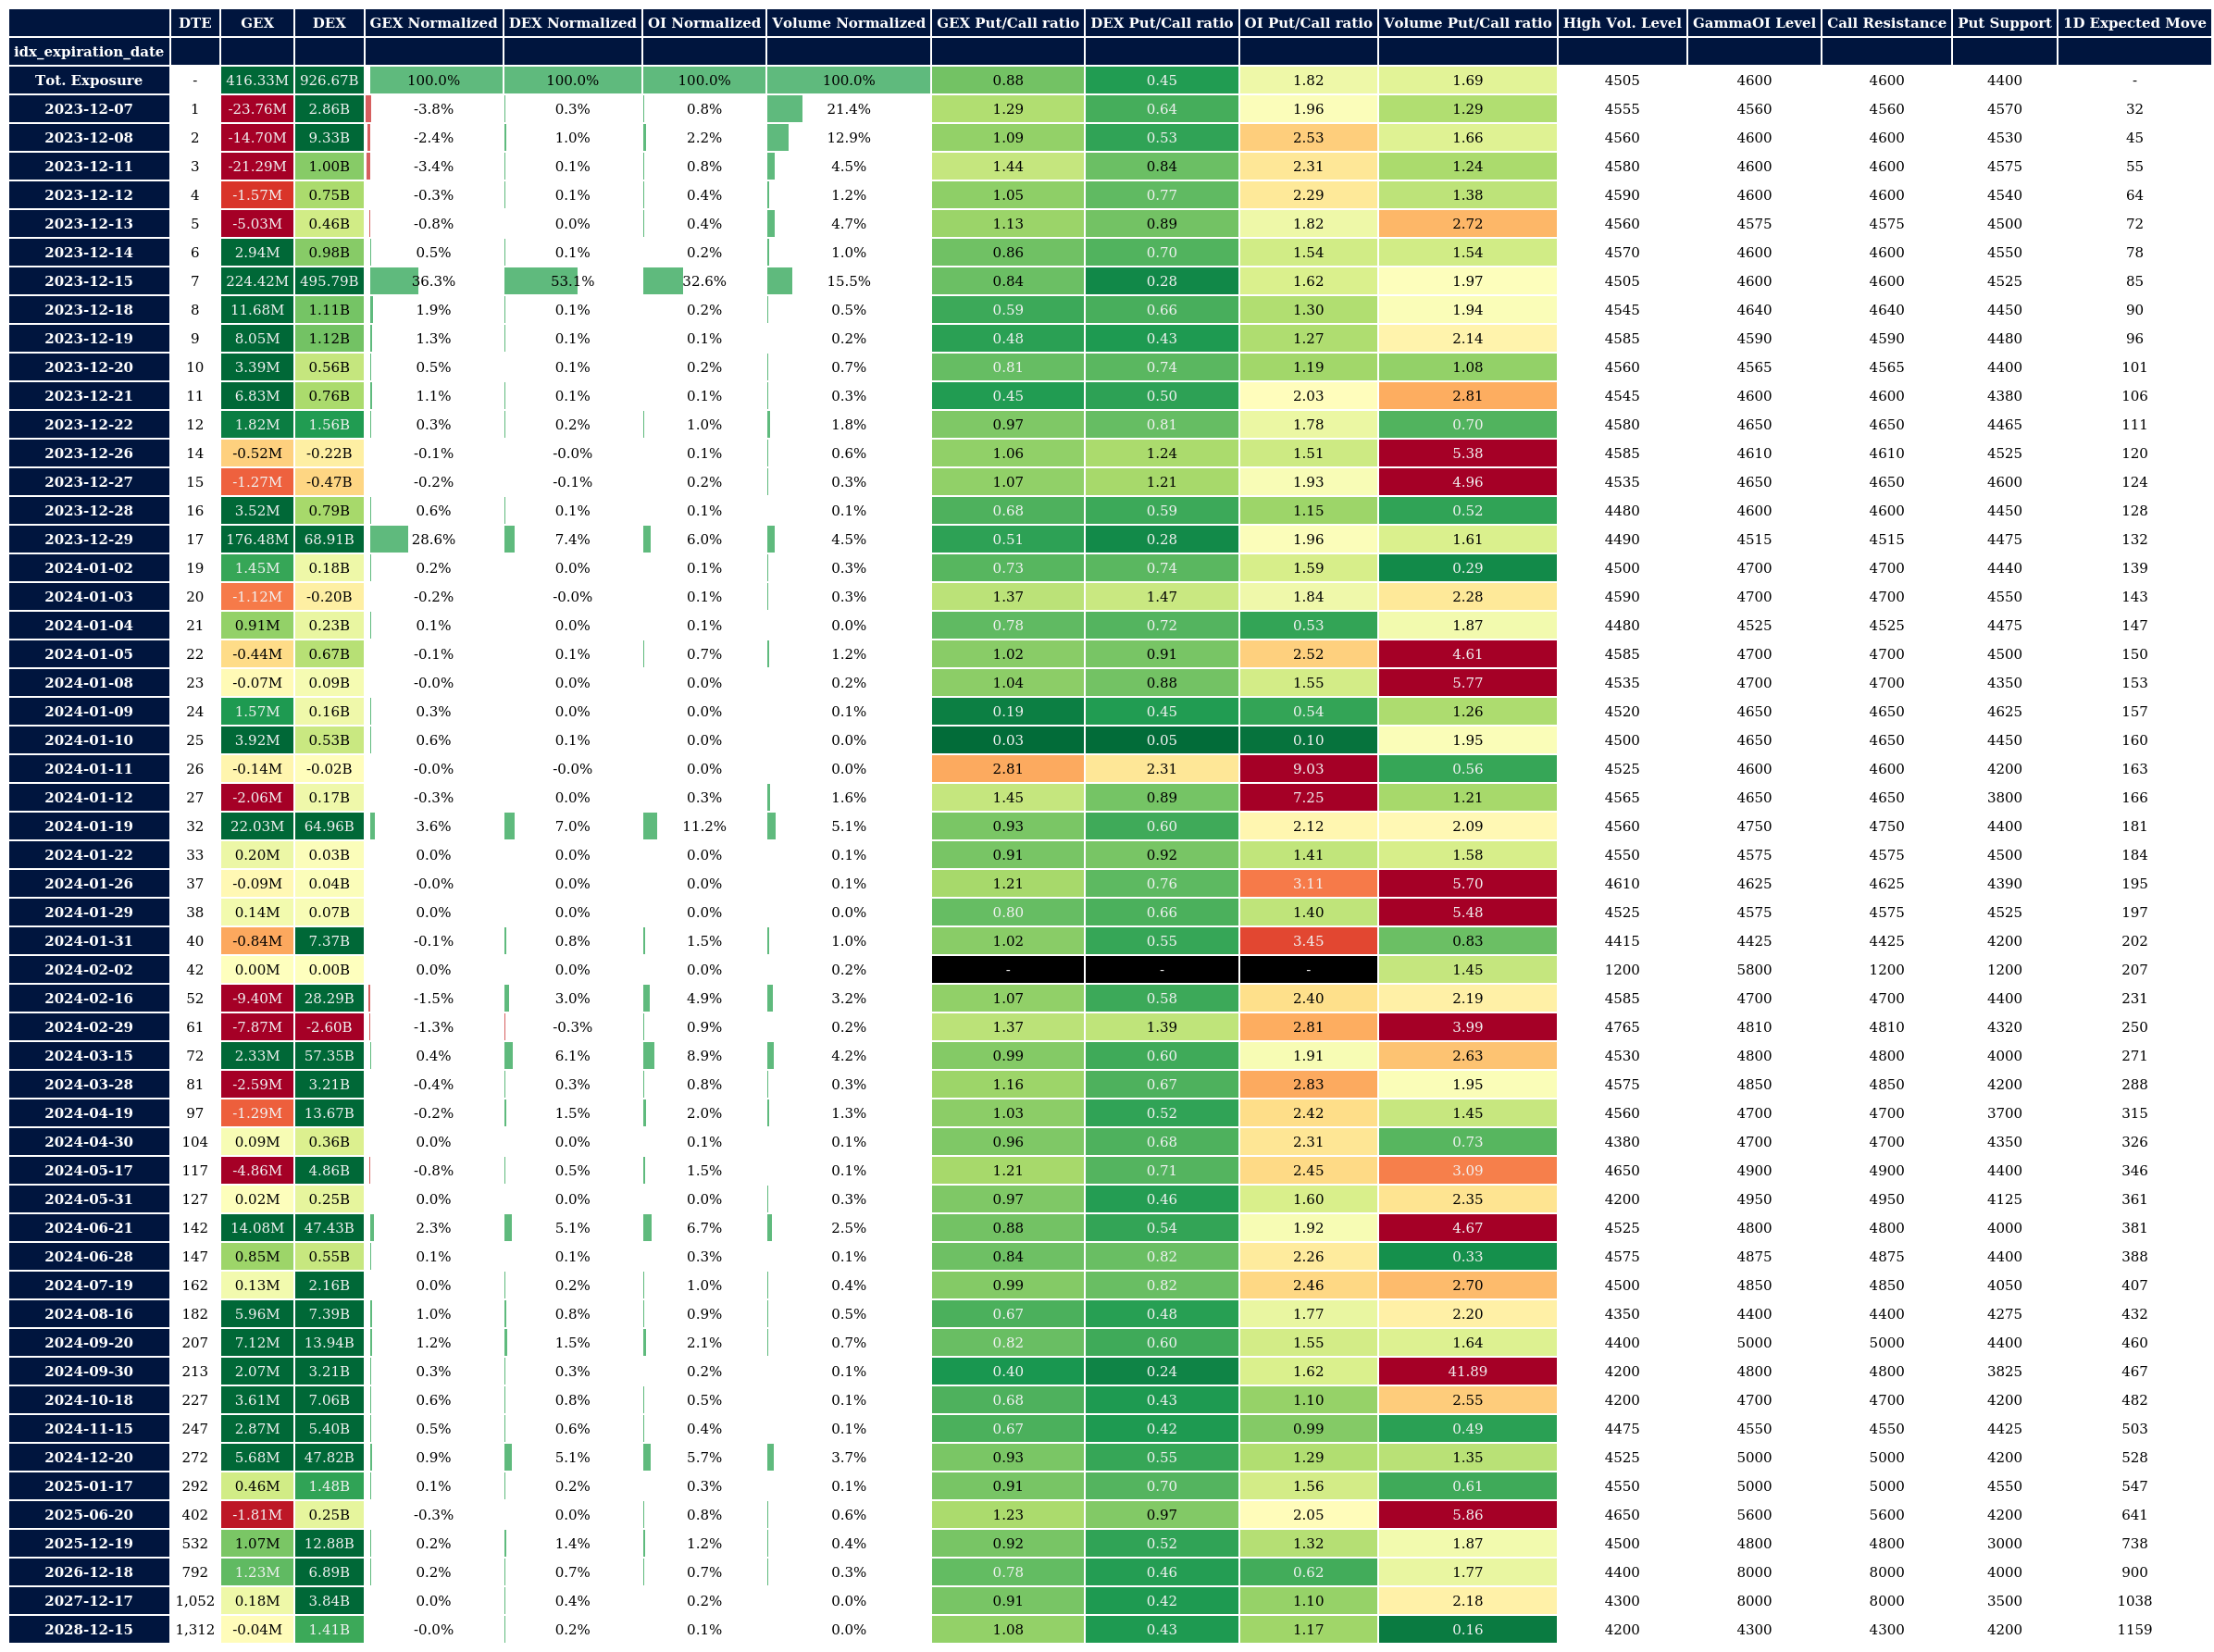 DTE GEX DEX GEX Normalized DEX Normalized OI Normalized Volume Normalized GEX Put/Call ratio DEX Put/Call ratio OI Put/Call ratio Volume Put/Call ratio High Vol. Level GammaOI Level Call Resistance Put Support 1D Expected Move
idx_expiration_date
Tot. Exposure - 416.33M 926.67B 100.0% 100.0% 100.0% 100.0% 0.88 0.45 1.82 1.69 4505 4600 4600 4400 -
2023-12-07 1 -23.76M 2.86B -3.8% 0.3% 0.8% 21.4% 1.29 0.64 1.96 1.29 4555 4560 4560 4570 32
2023-12-08 2 -14.70M 9.33B -2.4% 1.0% 2.2% 12.9% 1.09 0.53 2.53 1.66 4560 4600 4600 4530 45
2023-12-11 3 -21.29M 1.00B -3.4% 0.1% 0.8% 4.5% 1.44 0.84 2.31 1.24 4580 4600 4600 4575 55
2023-12-12 4 -1.57M 0.75B -0.3% 0.1% 0.4% 1.2% 1.05 0.77 2.29 1.38 4590 4600 4600 4540 64
2023-12-13 5 -5.03M 0.46B -0.8% 0.0% 0.4% 4.7% 1.13 0.89 1.82 2.72 4560 4575 4575 4500 72
2023-12-14 6 2.94M 0.98B 0.5% 0.1% 0.2% 1.0% 0.86 0.70 1.54 1.54 4570 4600 4600 4550 78
2023-12-15 7 224.42M 495.79B 36.3% 53.1% 32.6% 15.5% 0.84 0.28 1.62 1.97 4505 4600 4600 4525 85
2023-12-18 8 11.68M 1.11B 1.9% 0.1% 0.2% 0.5% 0.59 0.66 1.30 1.94 4545 4640 4640 4450 90
2023-12-19 9 8.05M 1.12B 1.3% 0.1% 0.1% 0.2% 0.48 0.43 1.27 2.14 4585 4590 4590 4480 96
2023-12-20 10 3.39M 0.56B 0.5% 0.1% 0.2% 0.7% 0.81 0.74 1.19 1.08 4560 4565 4565 4400 101
2023-12-21 11 6.83M 0.76B 1.1% 0.1% 0.1% 0.3% 0.45 0.50 2.03 2.81 4545 4600 4600 4380 106
2023-12-22 12 1.82M 1.56B 0.3% 0.2% 1.0% 1.8% 0.97 0.81 1.78 0.70 4580 4650 4650 4465 111
2023-12-26 14 -0.52M -0.22B -0.1% -0.0% 0.1% 0.6% 1.06 1.24 1.51 5.38 4585 4610 4610 4525 120
2023-12-27 15 -1.27M -0.47B -0.2% -0.1% 0.2% 0.3% 1.07 1.21 1.93 4.96 4535 4650 4650 4600 124
2023-12-28 16 3.52M 0.79B 0.6% 0.1% 0.1% 0.1% 0.68 0.59 1.15 0.52 4480 4600 4600 4450 128
2023-12-29 17 176.48M 68.91B 28.6% 7.4% 6.0% 4.5% 0.51 0.28 1.96 1.61 4490 4515 4515 4475 132
2024-01-02 19 1.45M 0.18B 0.2% 0.0% 0.1% 0.3% 0.73 0.74 1.59 0.29 4500 4700 4700 4440 139
2024-01-03 20 -1.12M -0.20B -0.2% -0.0% 0.1% 0.3% 1.37 1.47 1.84 2.28 4590 4700 4700 4550 143
2024-01-04 21 0.91M 0.23B 0.1% 0.0% 0.1% 0.0% 0.78 0.72 0.53 1.87 4480 4525 4525 4475 147
2024-01-05 22 -0.44M 0.67B -0.1% 0.1% 0.7% 1.2% 1.02 0.91 2.52 4.61 4585 4700 4700 4500 150
2024-01-08 23 -0.07M 0.09B -0.0% 0.0% 0.0% 0.2% 1.04 0.88 1.55 5.77 4535 4700 4700 4350 153
2024-01-09 24 1.57M 0.16B 0.3% 0.0% 0.0% 0.1% 0.19 0.45 0.54 1.26 4520 4650 4650 4625 157
2024-01-10 25 3.92M 0.53B 0.6% 0.1% 0.0% 0.0% 0.03 0.05 0.10 1.95 4500 4650 4650 4450 160
2024-01-11 26 -0.14M -0.02B -0.0% -0.0% 0.0% 0.0% 2.81 2.31 9.03 0.56 4525 4600 4600 4200 163
2024-01-12 27 -2.06M 0.17B -0.3% 0.0% 0.3% 1.6% 1.45 0.89 7.25 1.21 4565 4650 4650 3800 166
2024-01-19 32 22.03M 64.96B 3.6% 7.0% 11.2% 5.1% 0.93 0.60 2.12 2.09 4560 4750 4750 4400 181
2024-01-22 33 0.20M 0.03B 0.0% 0.0% 0.0% 0.1% 0.91 0.92 1.41 1.58 4550 4575 4575 4500 184
2024-01-26 37 -0.09M 0.04B -0.0% 0.0% 0.0% 0.1% 1.21 0.76 3.11 5.70 4610 4625 4625 4390 195
2024-01-29 38 0.14M 0.07B 0.0% 0.0% 0.0% 0.0% 0.80 0.66 1.40 5.48 4525 4575 4575 4525 197
2024-01-31 40 -0.84M 7.37B -0.1% 0.8% 1.5% 1.0% 1.02 0.55 3.45 0.83 4415 4425 4425 4200 202
2024-02-02 42 0.00M 0.00B 0.0% 0.0% 0.0% 0.2% - - - 1.45 1200 5800 1200 1200 207
2024-02-16 52 -9.40M 28.29B -1.5% 3.0% 4.9% 3.2% 1.07 0.58 2.40 2.19 4585 4700 4700 4400 231
2024-02-29 61 -7.87M -2.60B -1.3% -0.3% 0.9% 0.2% 1.37 1.39 2.81 3.99 4765 4810 4810 4320 250
2024-03-15 72 2.33M 57.35B 0.4% 6.1% 8.9% 4.2% 0.99 0.60 1.91 2.63 4530 4800 4800 4000 271
2024-03-28 81 -2.59M 3.21B -0.4% 0.3% 0.8% 0.3% 1.16 0.67 2.83 1.95 4575 4850 4850 4200 288
2024-04-19 97 -1.29M 13.67B -0.2% 1.5% 2.0% 1.3% 1.03 0.52 2.42 1.45 4560 4700 4700 3700 315
2024-04-30 104 0.09M 0.36B 0.0% 0.0% 0.1% 0.1% 0.96 0.68 2.31 0.73 4380 4700 4700 4350 326
2024-05-17 117 -4.86M 4.86B -0.8% 0.5% 1.5% 0.1% 1.21 0.71 2.45 3.09 4650 4900 4900 4400 346
2024-05-31 127 0.02M 0.25B 0.0% 0.0% 0.0% 0.3% 0.97 0.46 1.60 2.35 4200 4950 4950 4125 361
2024-06-21 142 14.08M 47.43B 2.3% 5.1% 6.7% 2.5% 0.88 0.54 1.92 4.67 4525 4800 4800 4000 381
2024-06-28 147 0.85M 0.55B 0.1% 0.1% 0.3% 0.1% 0.84 0.82 2.26 0.33 4575 4875 4875 4400 388
2024-07-19 162 0.13M 2.16B 0.0% 0.2% 1.0% 0.4% 0.99 0.82 2.46 2.70 4500 4850 4850 4050 407
2024-08-16 182 5.96M 7.39B 1.0% 0.8% 0.9% 0.5% 0.67 0.48 1.77 2.20 4350 4400 4400 4275 432
2024-09-20 207 7.12M 13.94B 1.2% 1.5% 2.1% 0.7% 0.82 0.60 1.55 1.64 4400 5000 5000 4400 460
2024-09-30 213 2.07M 3.21B 0.3% 0.3% 0.2% 0.1% 0.40 0.24 1.62 41.89 4200 4800 4800 3825 467
2024-10-18 227 3.61M 7.06B 0.6% 0.8% 0.5% 0.1% 0.68 0.43 1.10 2.55 4200 4700 4700 4200 482
2024-11-15 247 2.87M 5.40B 0.5% 0.6% 0.4% 0.1% 0.67 0.42 0.99 0.49 4475 4550 4550 4425 503
2024-12-20 272 5.68M 47.82B 0.9% 5.1% 5.7% 3.7% 0.93 0.55 1.29 1.35 4525 5000 5000 4200 528
2025-01-17 292 0.46M 1.48B 0.1% 0.2% 0.3% 0.1% 0.91 0.70 1.56 0.61 4550 5000 5000 4550 547
2025-06-20 402 -1.81M 0.25B -0.3% 0.0% 0.8% 0.6% 1.23 0.97 2.05 5.86 4650 5600 5600 4200 641
2025-12-19 532 1.07M 12.88B 0.2% 1.4% 1.2% 0.4% 0.92 0.52 1.32 1.87 4500 4800 4800 3000 738
2026-12-18 792 1.23M 6.89B 0.2% 0.7% 0.7% 0.3% 0.78 0.46 0.62 1.77 4400 8000 8000 4000 900
2027-12-17 1,052 0.18M 3.84B 0.0% 0.4% 0.2% 0.0% 0.91 0.42 1.10 2.18 4300 8000 8000 3500 1038
2028-12-15 1,312 -0.04M 1.41B -0.0% 0.2% 0.1% 0.0% 1.08 0.43 1.17 0.16 4200 4300 4300 4200 1159